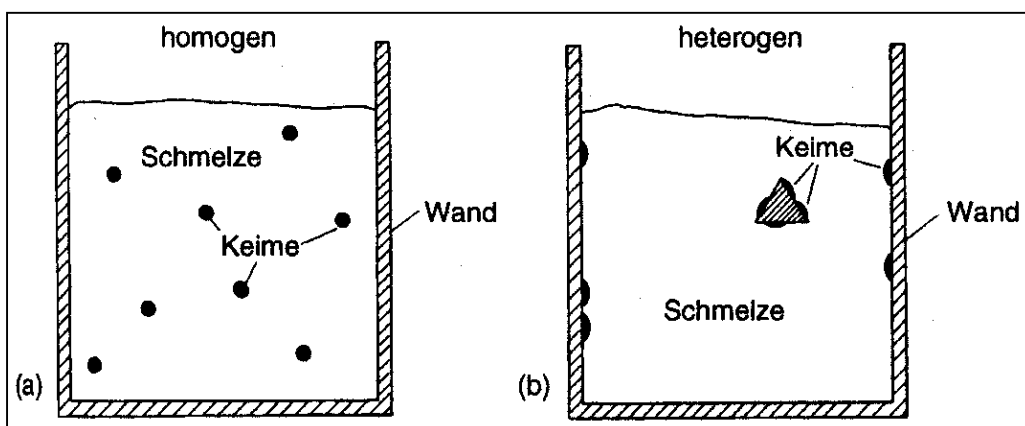 homogen
Schmelze
Keime
Wand
(a)
heterogen
Keime
Wand
Schmelze
(b)